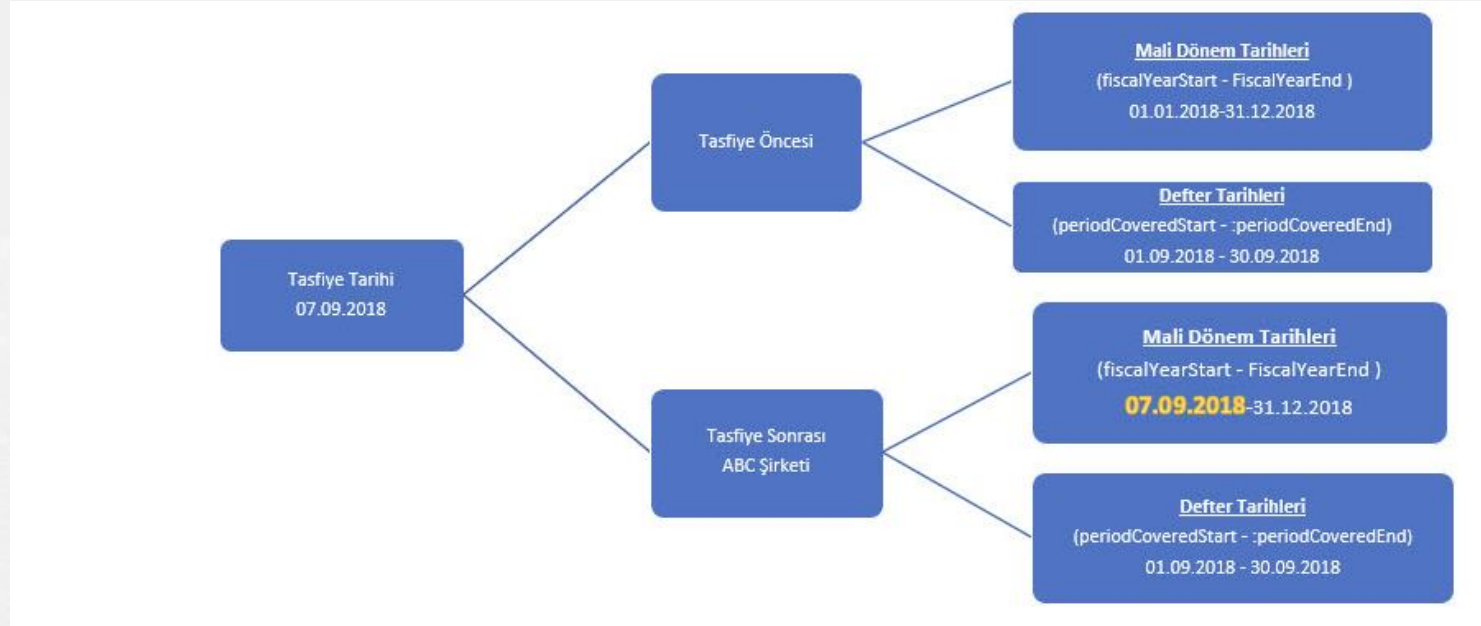 Tasfiye Tarihi
07.09.2018
Tasfiye Öncesi
Mali Dönem Tarihleri
(fiscalYearStart - FiscalYearEnd )
01.01.2018-31.12.2018
Defter Tarihleri
(periodCoveredStart - :periodCoveredEnd)
01.09.2018 - 30.09.2018
Tasfiye Sonrası
ABC Şirketi
Mali Dönem Tarihleri
(fiscalYearStart - FiscalYearEnd )
07.09.2018-31.12.2018
Defter Tarihleri
(periodCoveredStart - :periodCoveredEnd)
01.09.2018 - 30.09.2018